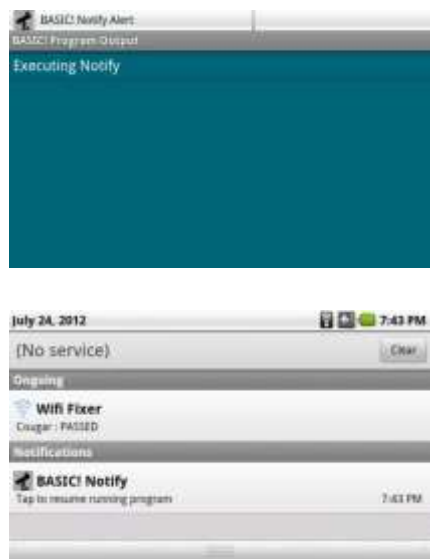 BASIC! Notify Alert
BASIC! Program Output
Executing Notify
July 24, 2012
7:43 PM
(No service)
Clear
Ongoing
Wifi Fixer
Cougar : PASSED
Notifications
BASIC! Notify
Tap to resume running program
7:43 PM